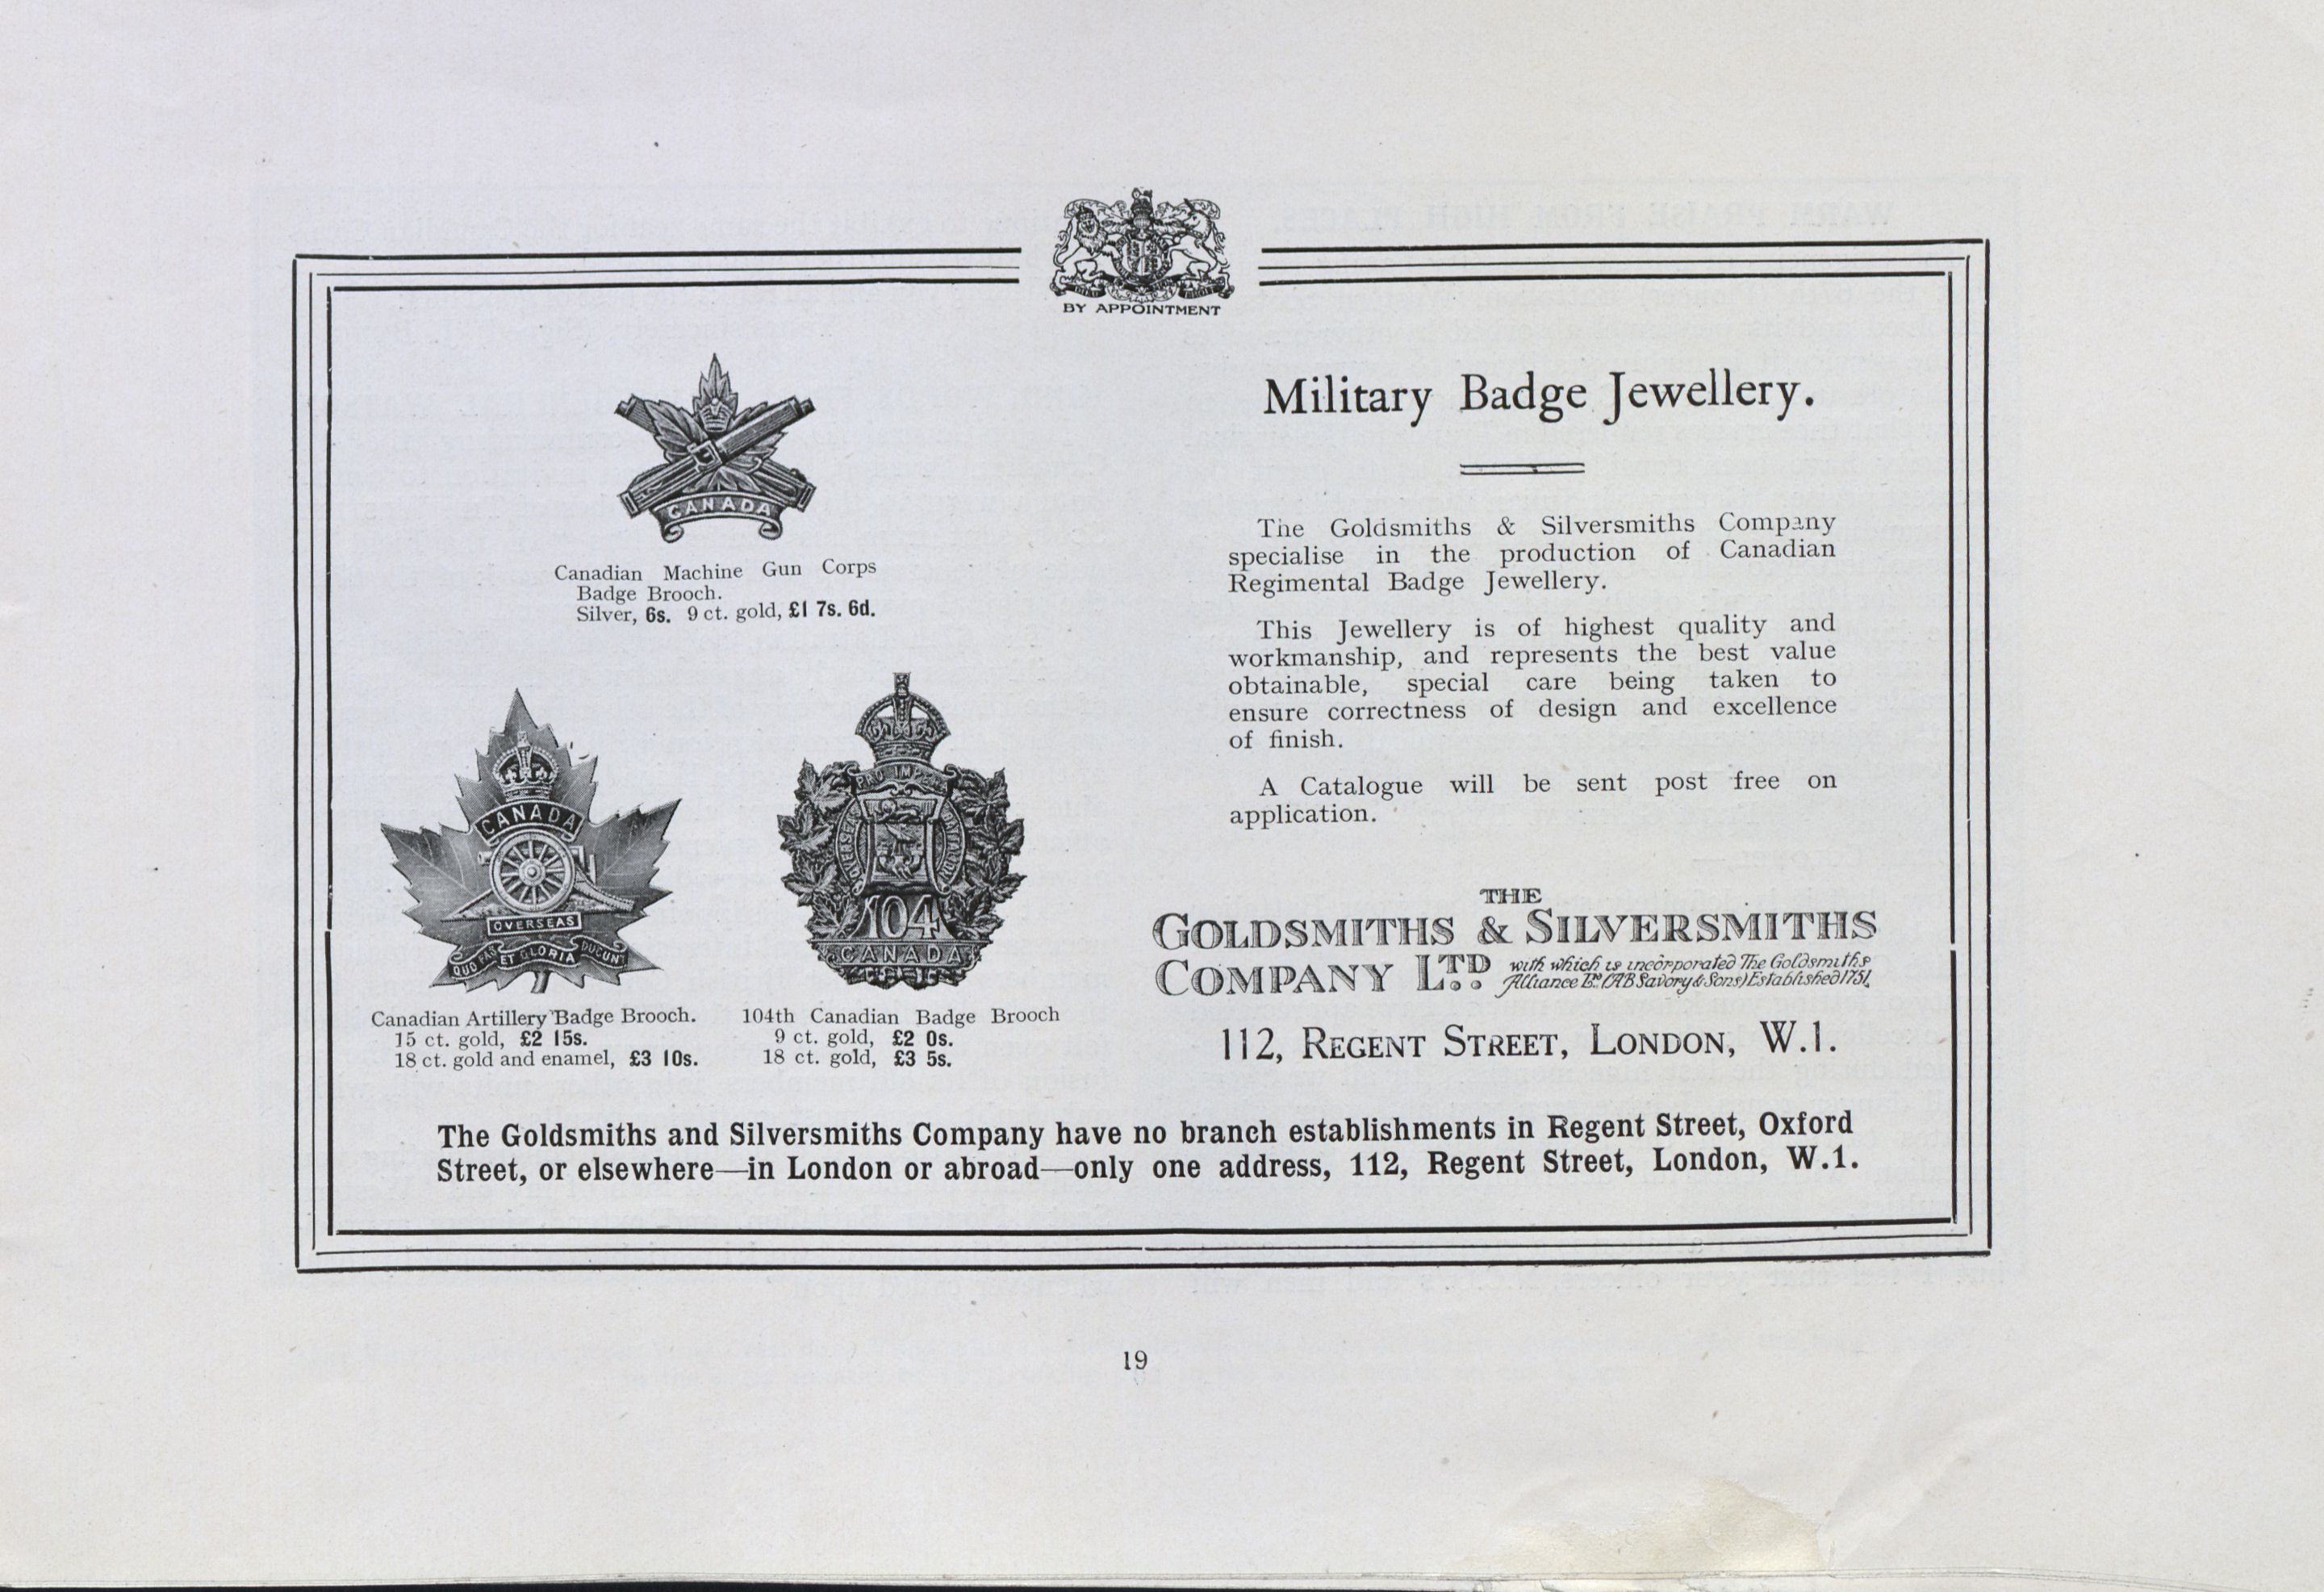 BY APPOINTMENT
CANADA
Canadian Machine Gun Corps
Badge Brooch.
Silver, 6s. 9 ct. gold, £1 7s. 6d.
CANADA
OVERSEAS
QUO FAS ET GLORIA DUCUNT
Canadian Artillery Badge Brooch.
15 ct. gold, £2 15s.
18 ct. gold and enamel, £3 10s.
PRO IMPERIO
OVERSEAS BATTALION
104
CANADA
104th Canadian Badge Brooch
9 ct. gold, £2 0s.
18 ct. gold, £3 5s.
Military Badge Jewellery.
The Goldsmiths & Silversmiths Company
specialise in the production of Canadian
Regimental Badge Jewellery.
This Jewellery is of highest quality and
workmanship, and represents the best value
obtainable, special care being taken to
ensure correctness of design and excellence
of finish.
A Catalogue will be sent post free on
application.
THE
GOLDSMITHS & SILVERSMITHS
COMPANY LTD with which is incorporated The Goldsmiths
Alliance Ld. (A B Savory & Sons) Established 1751.
112, REGENT STREET, LONDON, W.1.
The Goldsmiths and Silversmiths Company have no branch establishments in Regent Street, Oxford
Street, or elsewhere—in London or abroad—only one address, 112, Regent Street, London, W.1.
19